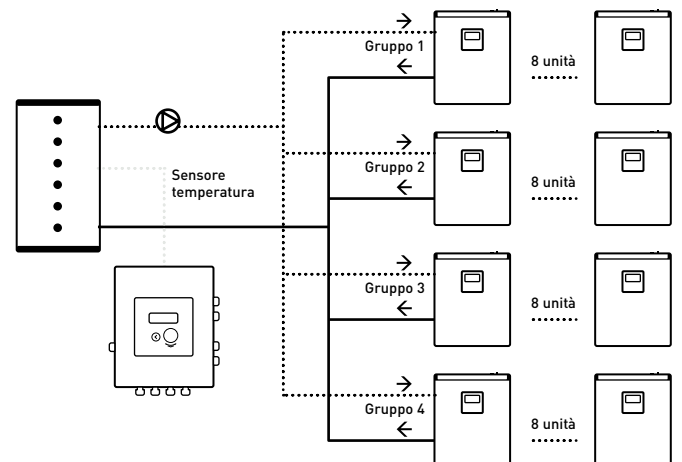 Gruppo 1
8 unità
Gruppo 2
8 unità
Sensore
temperatura
Gruppo 3
8 unità
Gruppo 4
8 unità